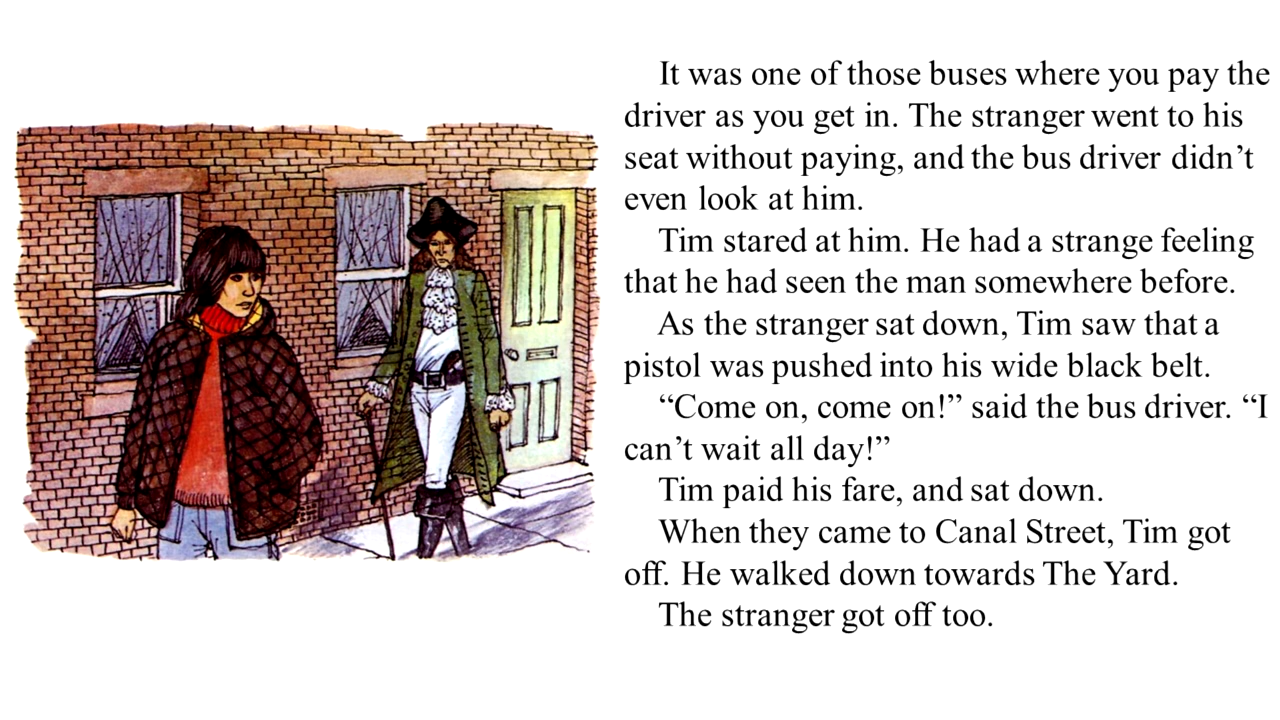 It was one of those buses where you pay the
driver as you get in. The stranger went to his
seat without paying, and the bus driver didn’t
even look at him.
Tim stared at him. He had a strange feeling
that he had seen the man somewhere before.
As the stranger sat down, Tim saw that a
pistol was pushed into his wide black belt.
“Come on, come on!” said the bus driver. “I
can’t wait all day!”
Tim paid his fare, and sat down.
When they came to Canal Street, Tim got
off. He walked down towards The Yard.
The stranger got off too.